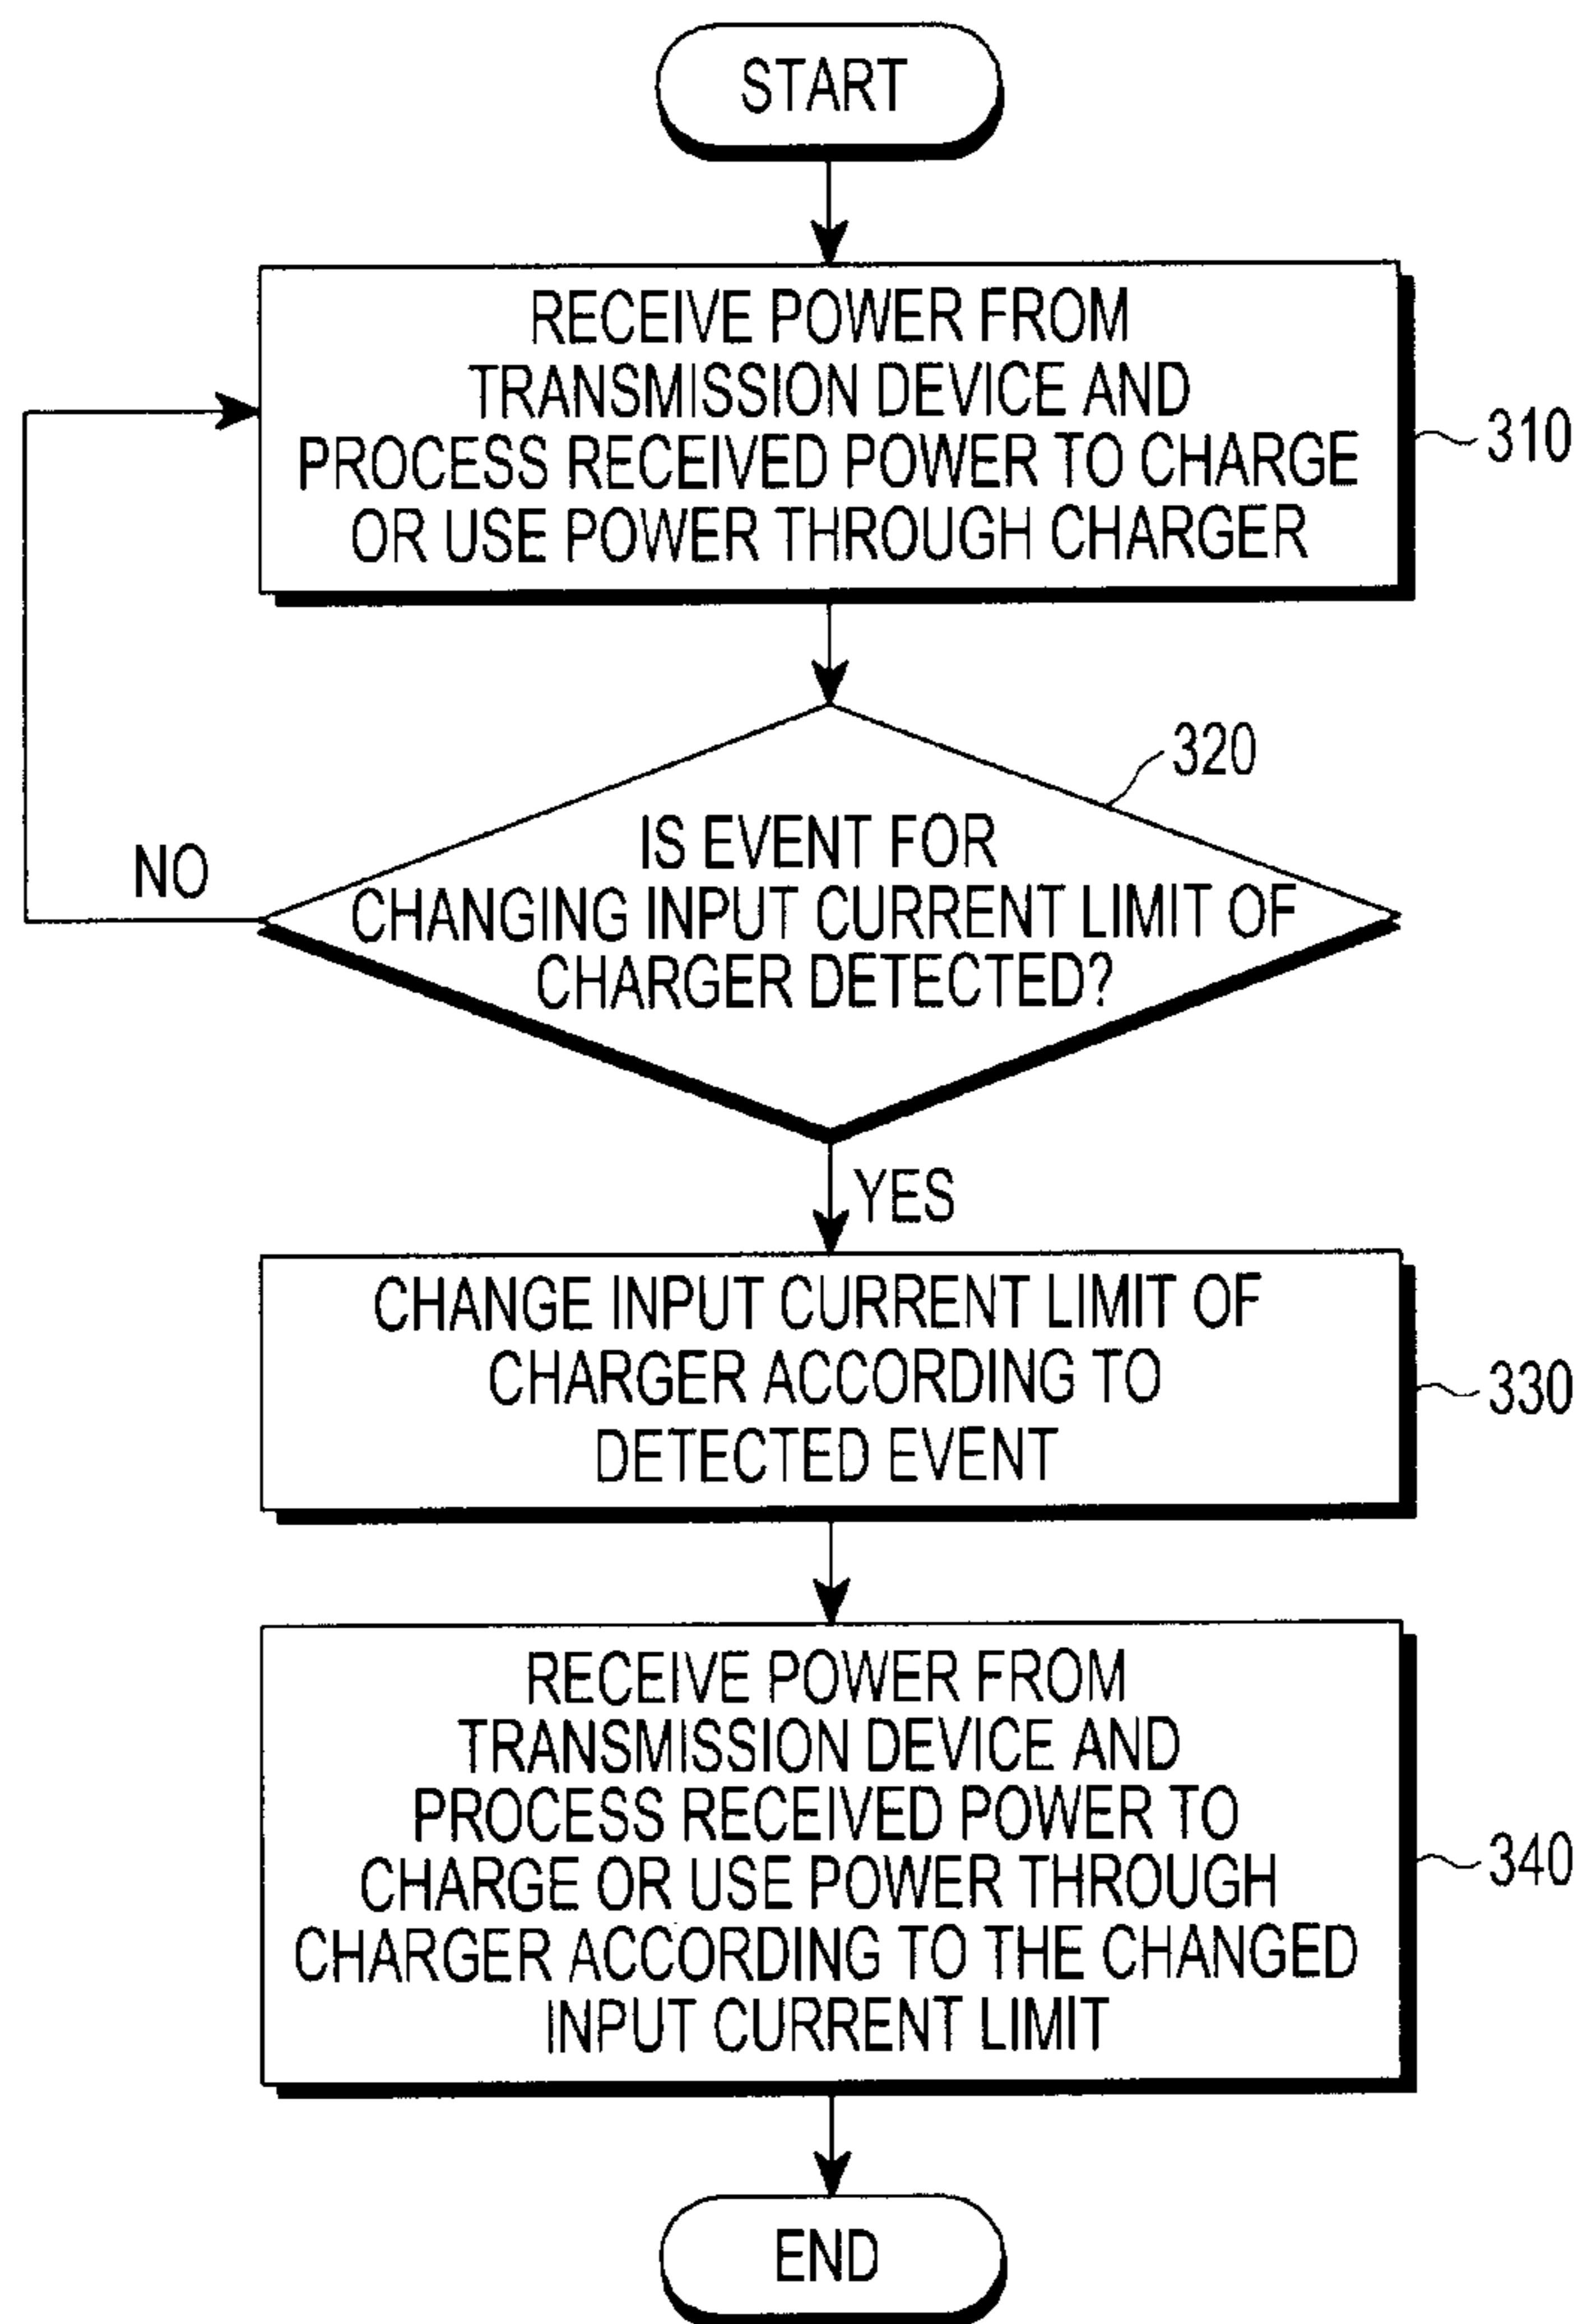 START
RECEIVE POWER FROM
TRANSMISSION DEVICE AND
PROCESS RECEIVED POWER TO CHARGE
OR USE POWER THROUGH CHARGER
310
320
IS EVENT FOR
CHANGING INPUT CURRENT LIMIT OF
CHARGER DETECTED?
NO
YES
CHANGE INPUT CURRENT LIMIT OF
CHARGER ACCORDING TO
DETECTED EVENT
330
RECEIVE POWER FROM
TRANSMISSION DEVICE AND
PROCESS RECEIVED POWER TO
CHARGE OR USE POWER THROUGH
CHARGER ACCORDING TO THE CHANGED
INPUT CURRENT LIMIT
340
END